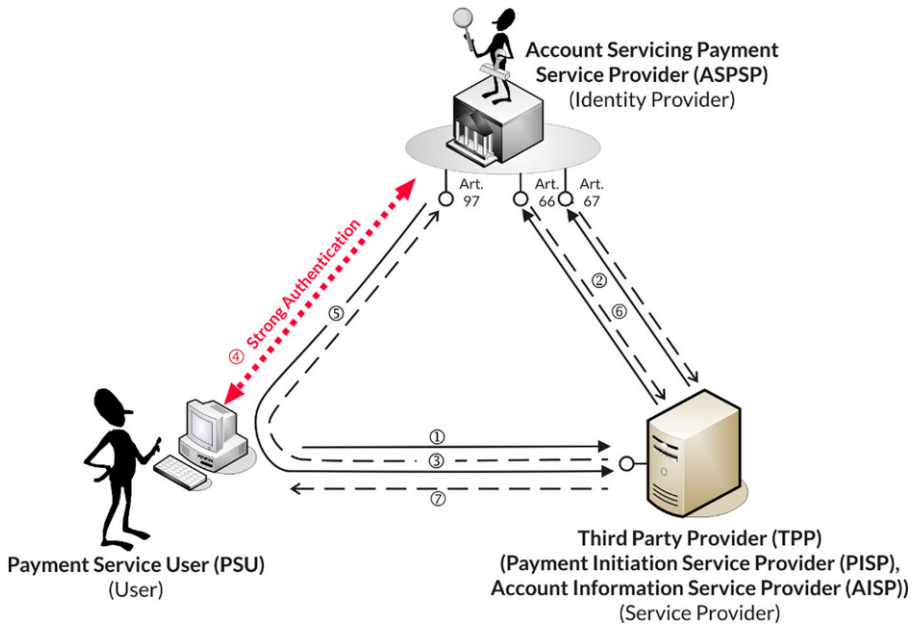 Account Servicing Payment
Service Provider (ASPSP)
(Identity Provider)
Art.
97
Art.
66
Art.
67
④ Strong Authentication
⑤
②
⑥
①
③
⑦
Payment Service User (PSU)
(User)
Third Party Provider (TPP)
(Payment Initiation Service Provider (PISP),
Account Information Service Provider (AISP))
(Service Provider)